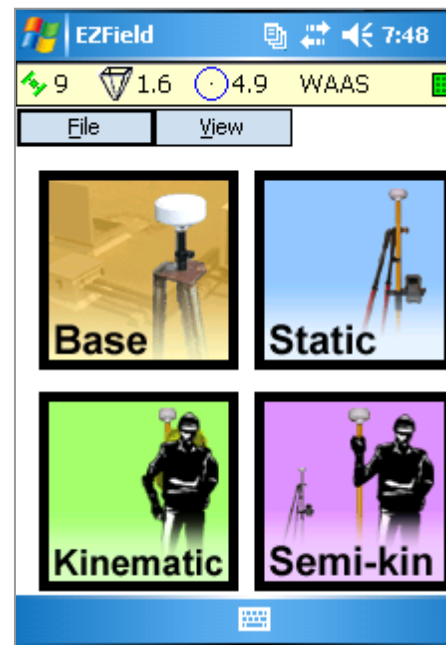 EZField 7:48
9 1.6 4.9 WAAS
File View
Base Static
Kinematic Semi-kin